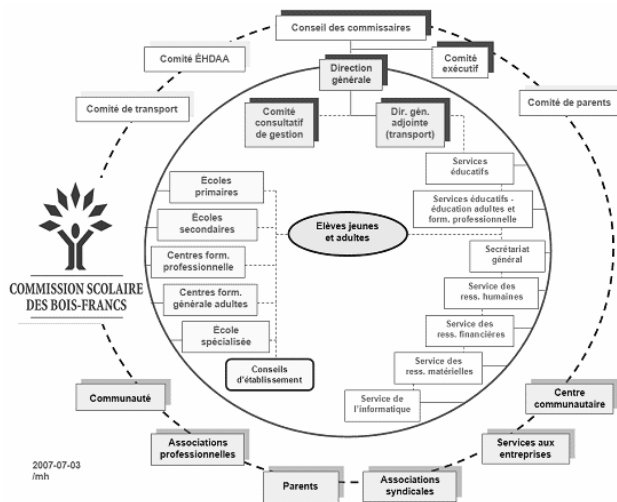 Conseil des commissaires
Comité ÉHDAA
Comité
exécutif
Direction
générale
Comité de transport
Comité de parents
Comité
consultatif
de gestion
Dir. gén.
adjointe
(transport)
Services
éducatifs
Écoles
primaires
Services éducatifs -
éducation adultes et
form. professionnelle
Écoles
secondaires
Elèves jeunes
et adultes
Secrétariat
général
Centres form.
professionnelle
COMMISSION SCOLAIRE
DES BOIS-FRANCS
Service des
ress. humaines
Centres form.
générale adultes
Service des
ress. financières
École
spécialisée
Service des
ress. matérielles
Conseils
d'établissement
Service de
l'informatique
Communauté
Centre
communautaire
Associations
professionnelles
Services aux
entreprises
2007-07-03
/mh
Parents
Associations
syndicales